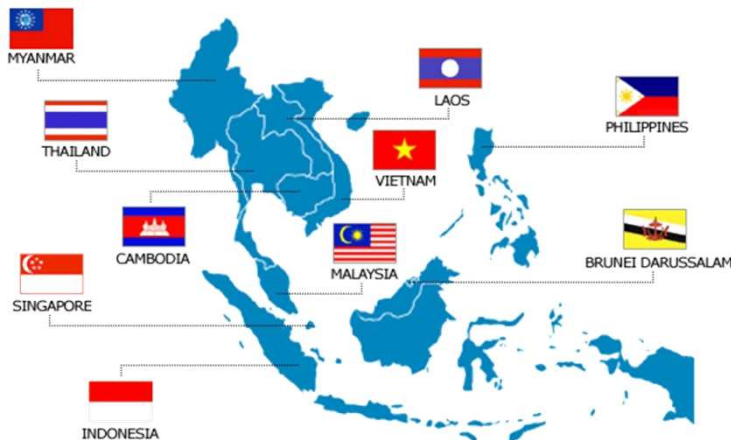 MYANMAR
LAOS
PHILIPPINES
THAILAND
VIETNAM
CAMBODIA
MALAYSIA
BRUNEI DARUSSALAM
SINGAPORE
INDONESIA